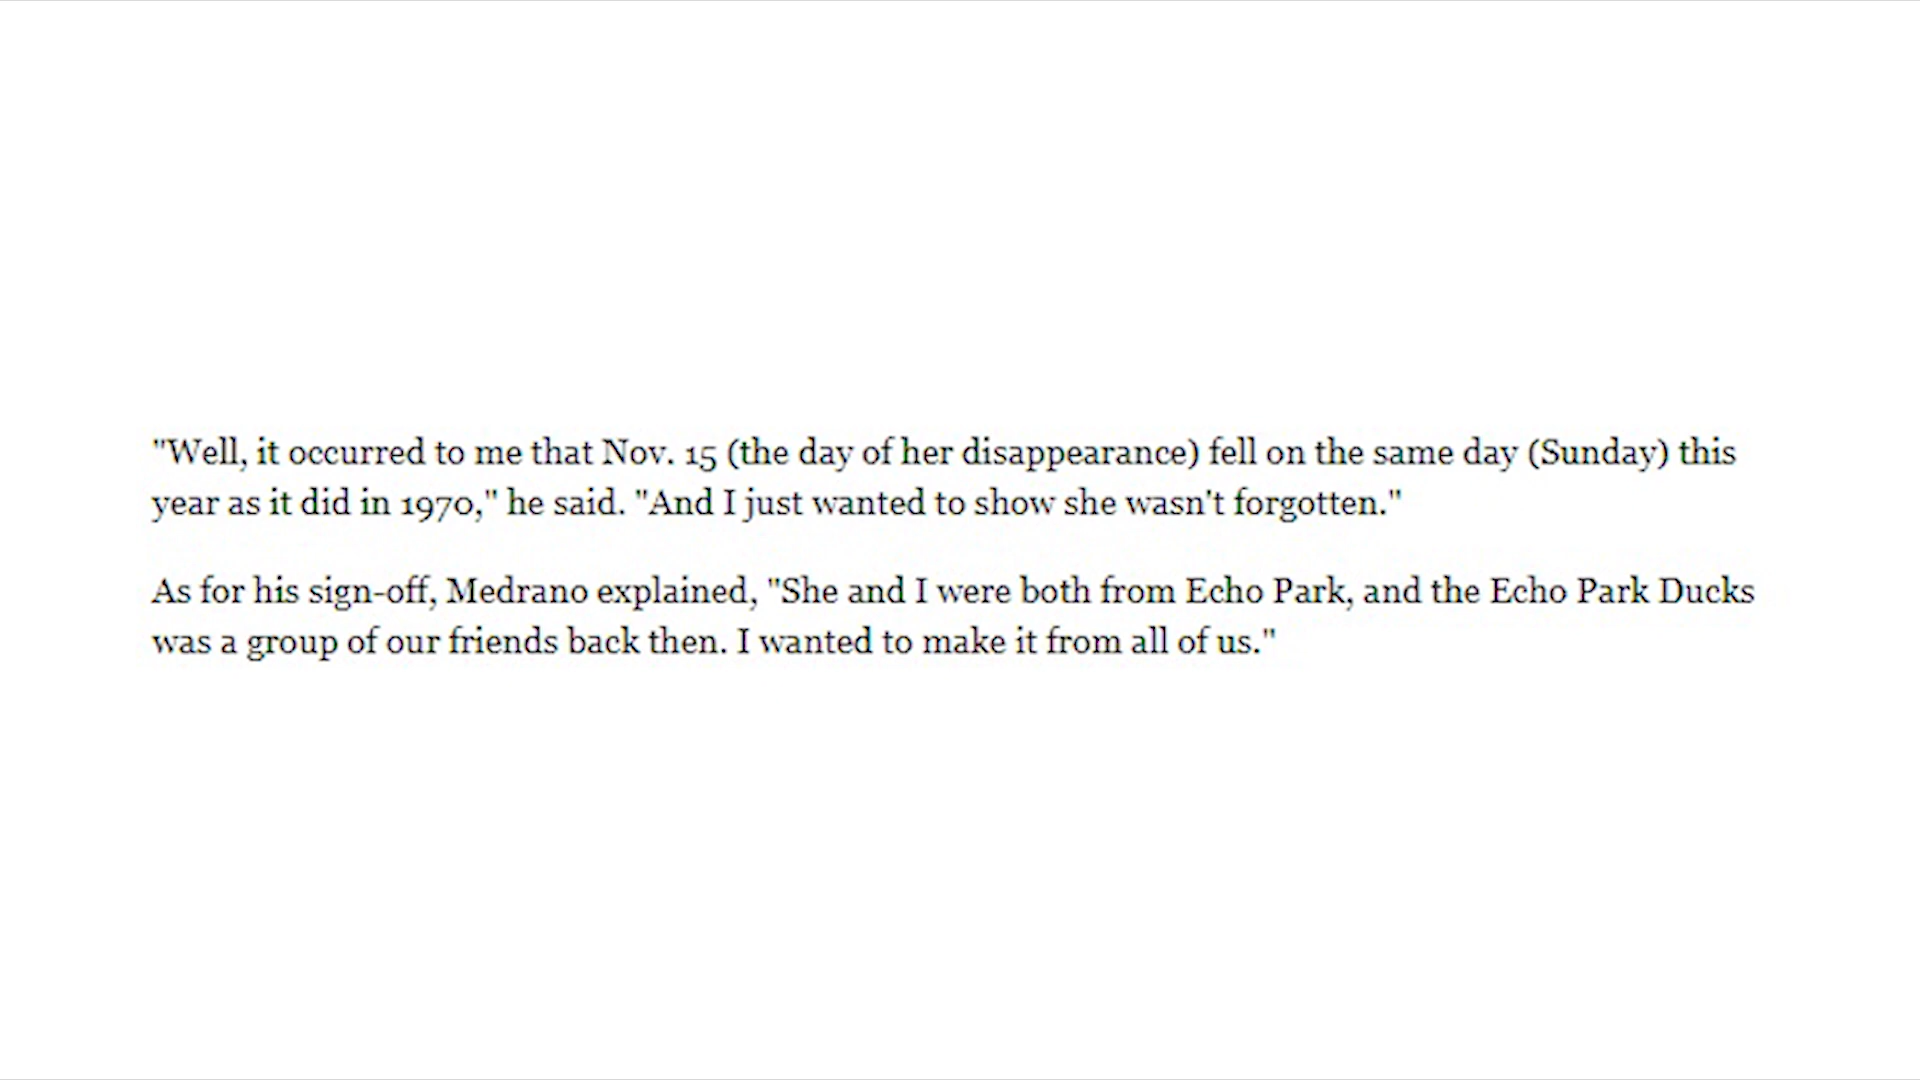 "Well, it occurred to me that Nov. 15 (the day of her disappearance) fell on the same day (Sunday) this
year as it did in 1970," he said. "And I just wanted to show she wasn't forgotten."
As for his sign-off, Medrano explained, "She and I were both from Echo Park, and the Echo Park Ducks
was a group of our friends back then. I wanted to make it from all of us."